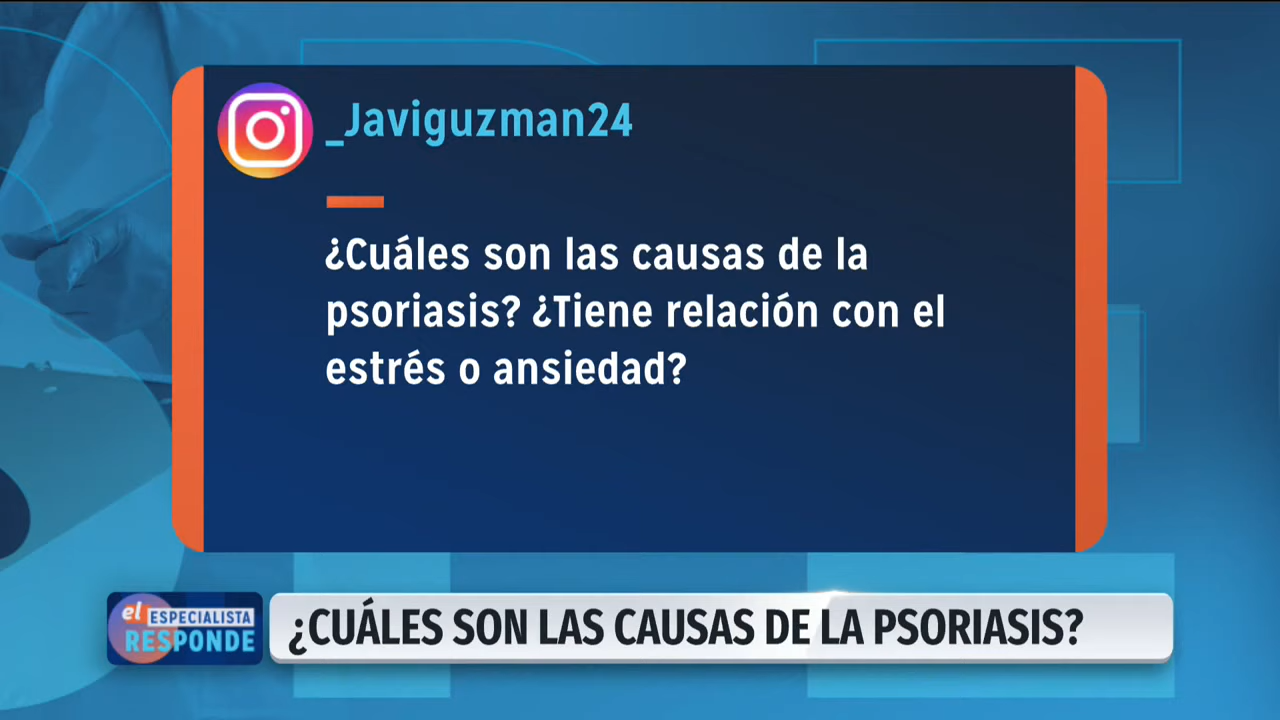 _Javiguzman24
¿Cuáles son las causas de la
psoriasis? ¿Tiene relación con el
estrés o ansiedad?
el ESPECIALISTA
RESPONDE
¿CUÁLES SON LAS CAUSAS DE LA PSORIASIS?